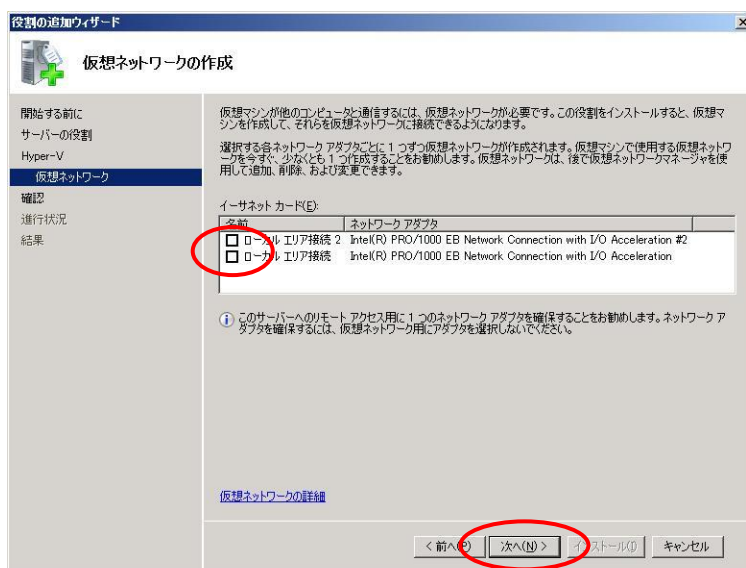 役割の追加ウィザード
仮想ネットワークの作成
開始する前に
サーバーの役割
Hyper-V
仮想ネットワーク
確認
進行状況
結果
仮想マシンが他のコンピュータと通信するには、仮想ネットワークが必要です。この役割をインストールすると、仮想マ
シンを作成して、それらを仮想ネットワークに接続できるようになります。
選択する各ネットワーク アダプタごとに 1 つずつ仮想ネットワークが作成されます。仮想マシンで使用する仮想ネットワ
ークを今すぐ、少なくとも 1 つ作成することをお勧めします。仮想ネットワークは、後で仮想ネットワークマネージャを使
用して追加、削除、および変更できます。
イーサネット カード(E):
名前 ネットワーク アダプタ
ローカル エリア接続 2 Intel(R) PRO/1000 EB Network Connection with I/O Acceleration #2
ローカル エリア接続 Intel(R) PRO/1000 EB Network Connection with I/O Acceleration
このサーバーへのリモート アクセス用に 1 つのネットワーク アダプタを確保することをお勧めします。ネットワーク ア
ダプタを確保するには、仮想ネットワーク用にアダプタを選択しないでください。
仮想ネットワークの詳細
< 前へ(P) 次へ(N) > インストール(I) キャンセル